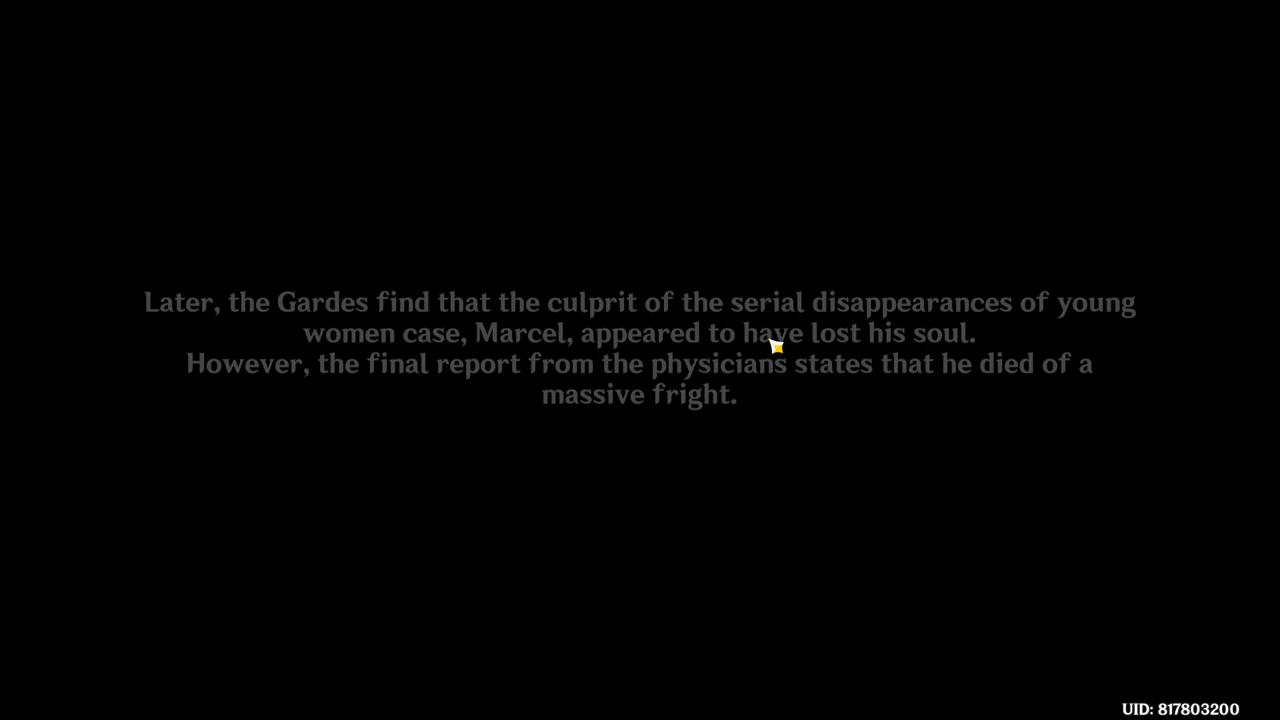 Later, the Gardes find that the culprit of the serial disappearances of young
women case, Marcel, appeared to have lost his soul.
However, the final report from the physicians states that he died of a
massive fright.
UID: 817803200